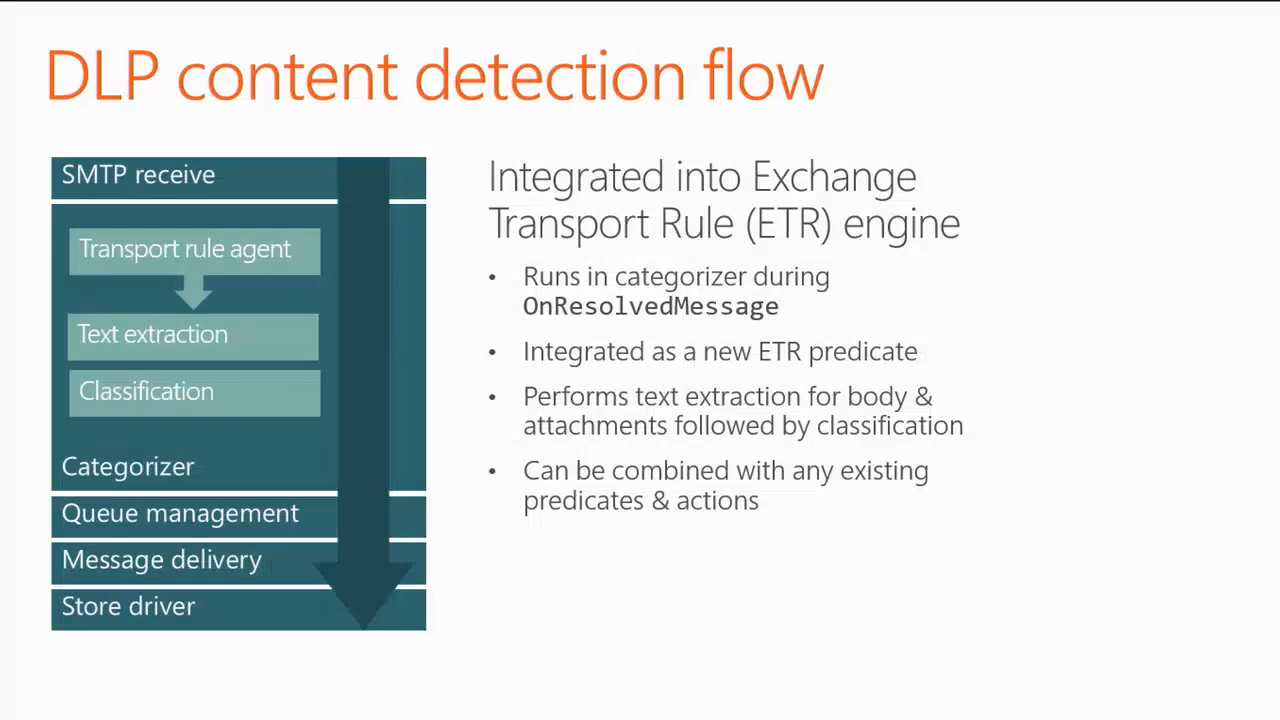 DLP content detection flow
SMTP receive
Transport rule agent
Text extraction
Classification
Categorizer
Queue management
Message delivery
Store driver
Integrated into Exchange
Transport Rule (ETR) engine
• Runs in categorizer during
OnResolvedMessage
• Integrated as a new ETR predicate
• Performs text extraction for body &
attachments followed by classification
• Can be combined with any existing
predicates & actions